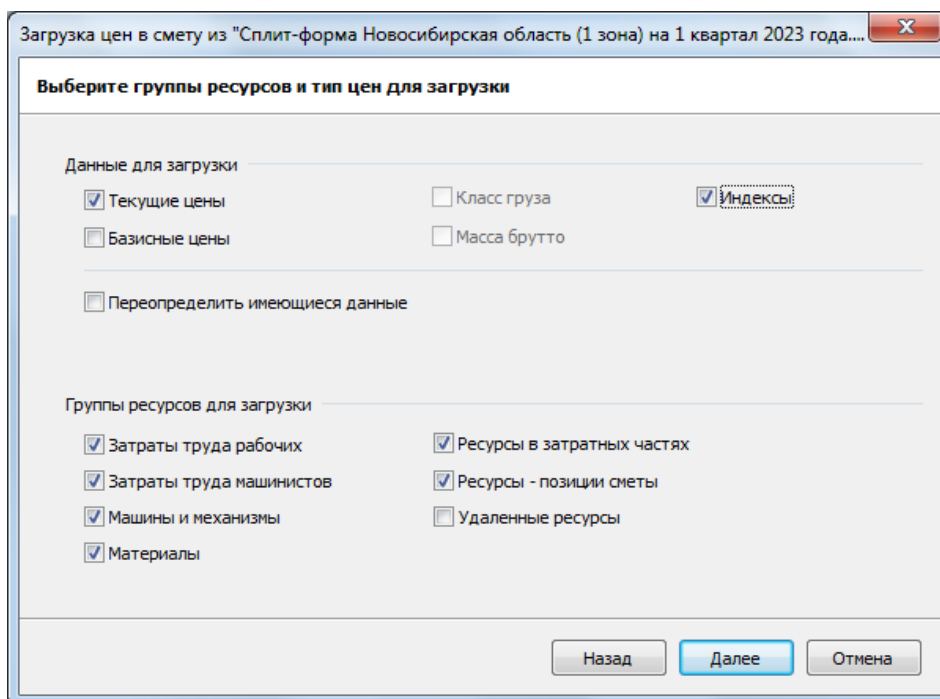 Загрузка цен в смету из "Сплит-форма Новосибирская область (1 зона) на 1 квартал 2023 года....
Выберите группы ресурсов и тип цен для загрузки
Данные для загрузки
Текущие цены Класс груза Индексы
Базисные цены Масса брутто
Переопределить имеющиеся данные
Группы ресурсов для загрузки
Затраты труда рабочих Ресурсы в затратных частях
Затраты труда машинистов Ресурсы - позиции сметы
Машины и механизмы Удаленные ресурсы
Материалы
Назад Далее Отмена